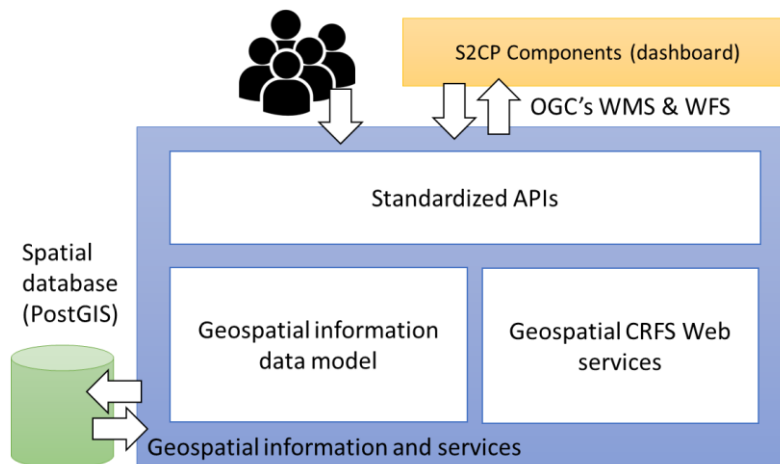 S2CP Components (dashboard)
OGC's WMS & WFS
Standardized APIs
Spatial
database
(PostGIS)
Geospatial information
data model
Geospatial CRFS Web
services
Geospatial information and services